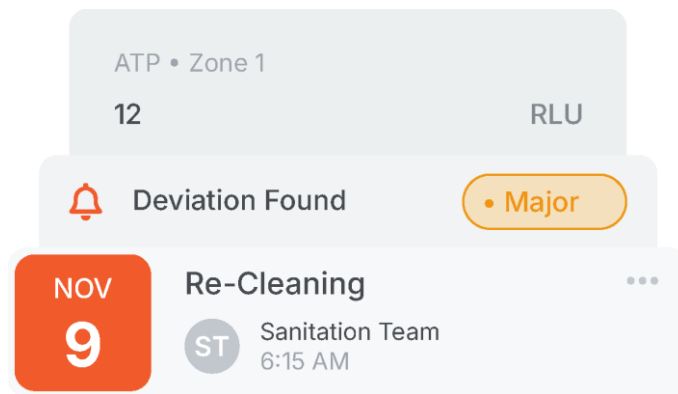 ATP • Zone 1
12 RLU
Deviation Found • Major
NOV
9
Re-Cleaning
ST
Sanitation Team
6:15 AM